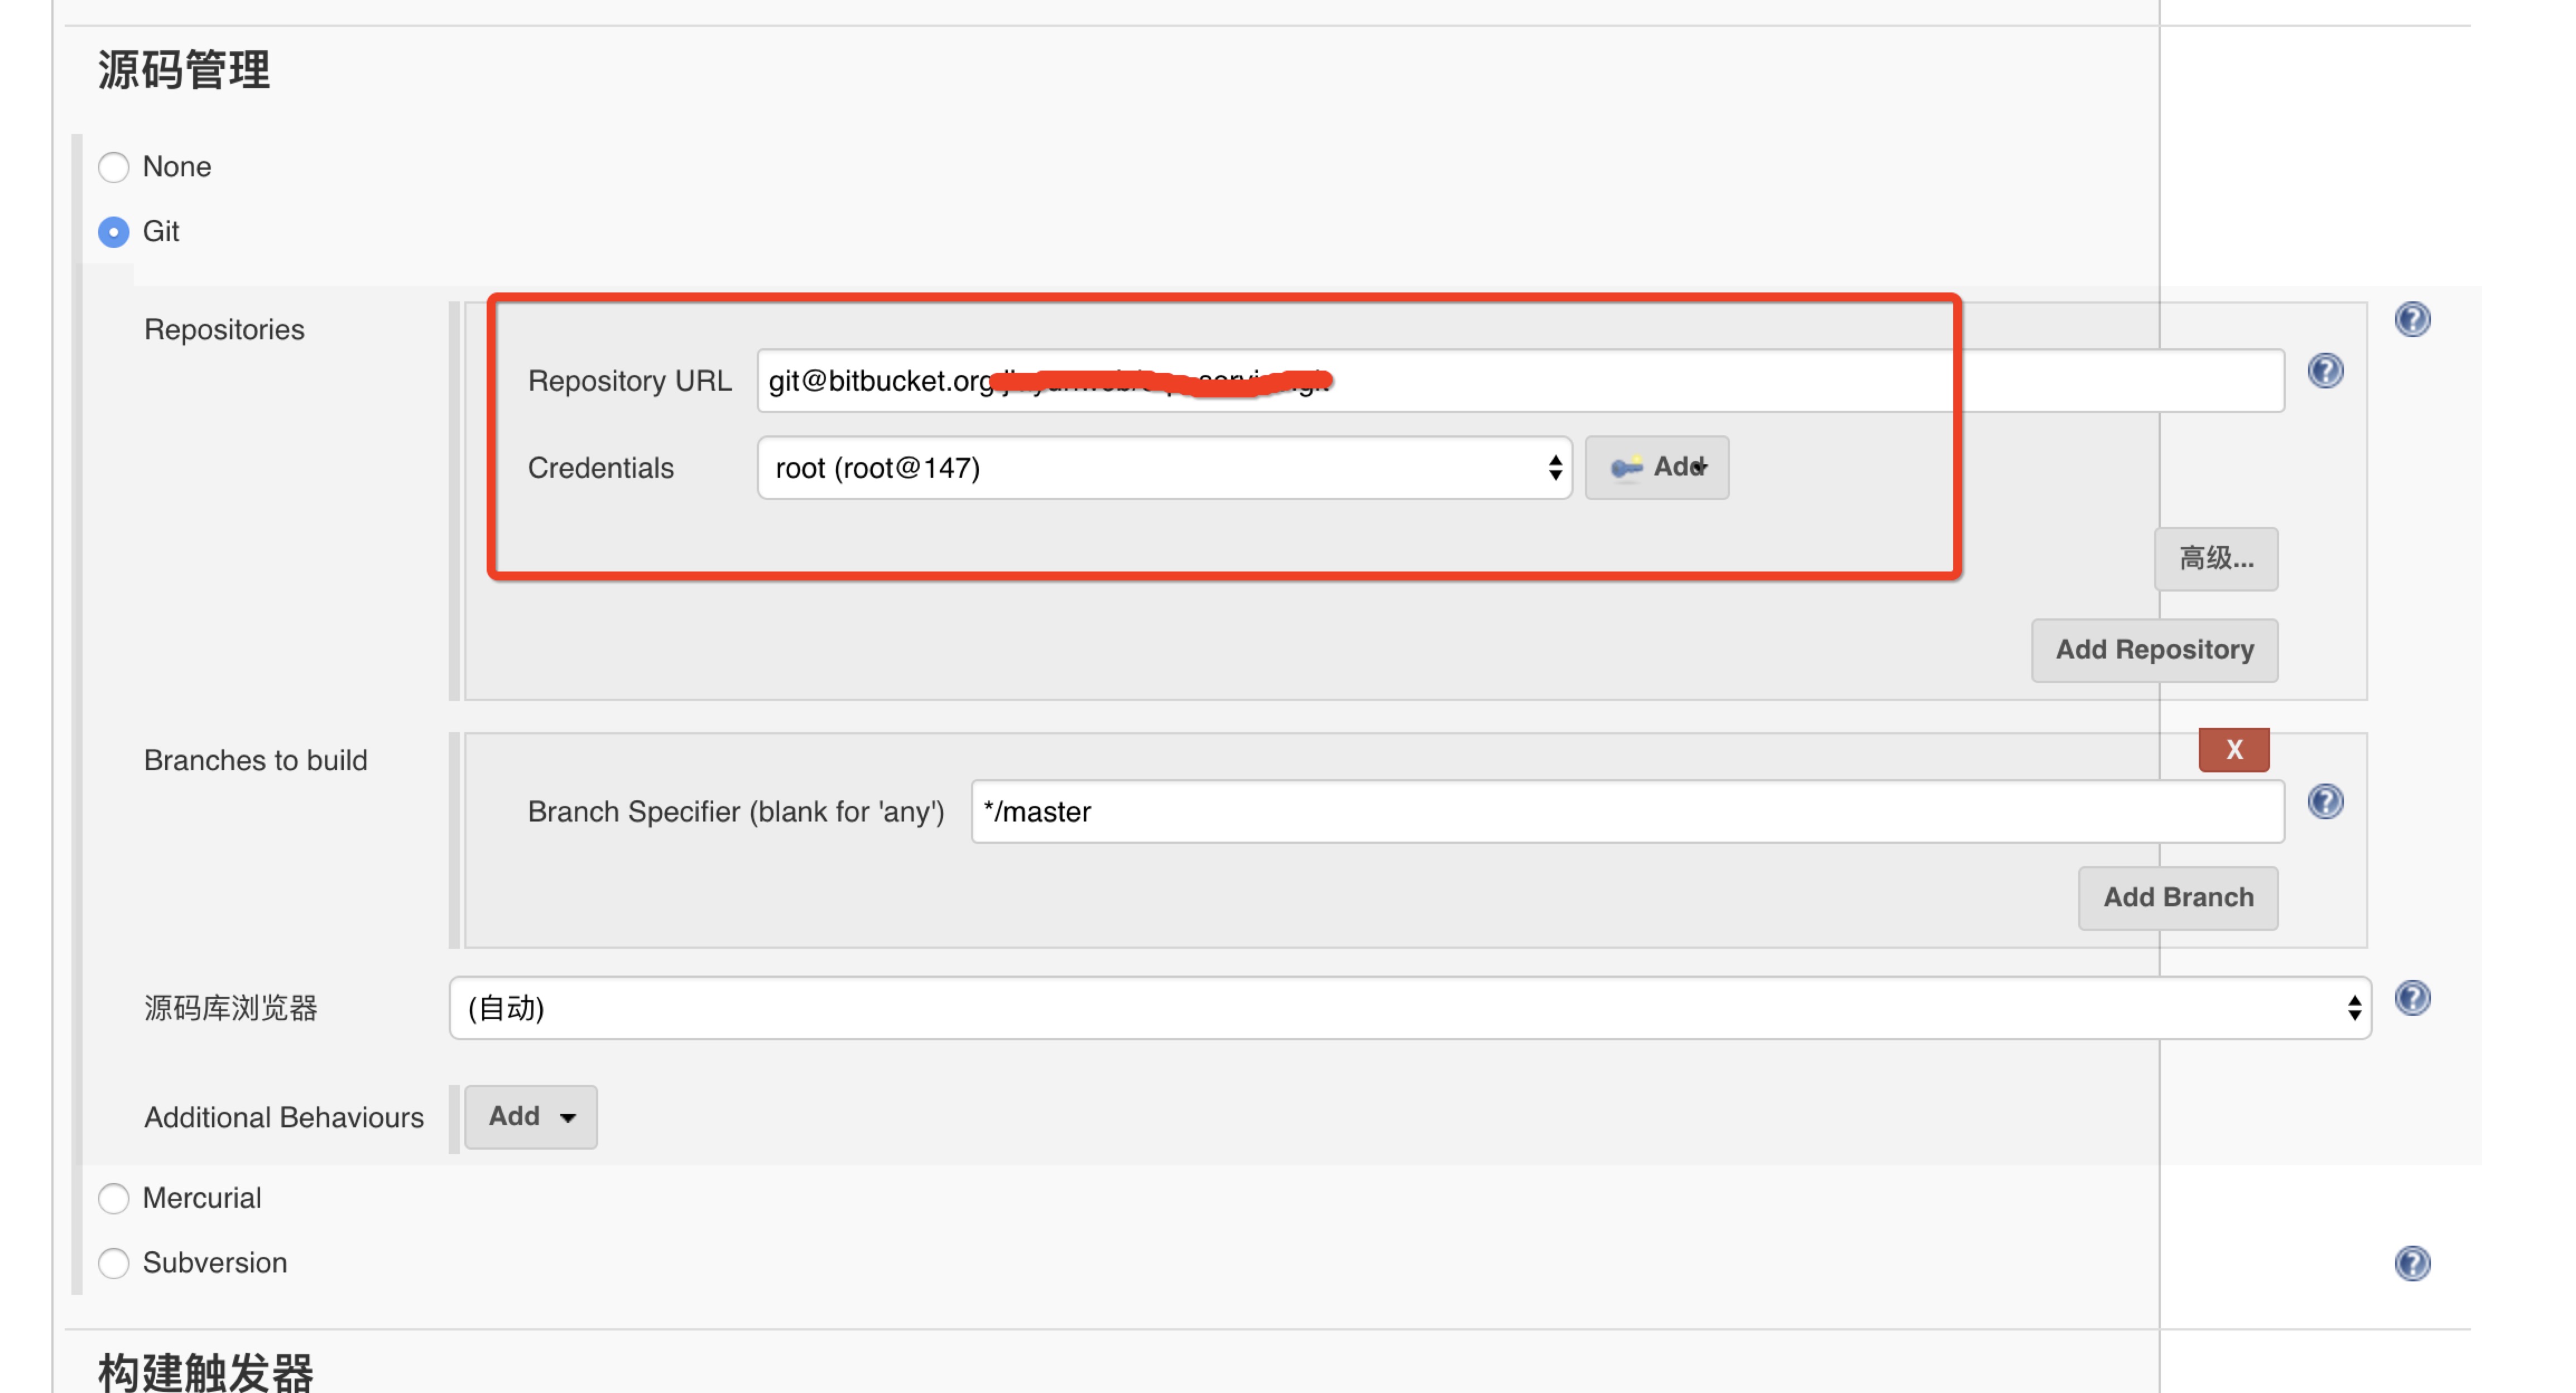 源码管理
None
Git
Repositories
Repository URL git@bitbucket.org
Credentials root (root@147) Add
高级...
Add Repository
Branches to build X
Branch Specifier (blank for 'any') */master
Add Branch
源码库浏览器 (自动)
Additional Behaviours Add
Mercurial
Subversion
构建触发器